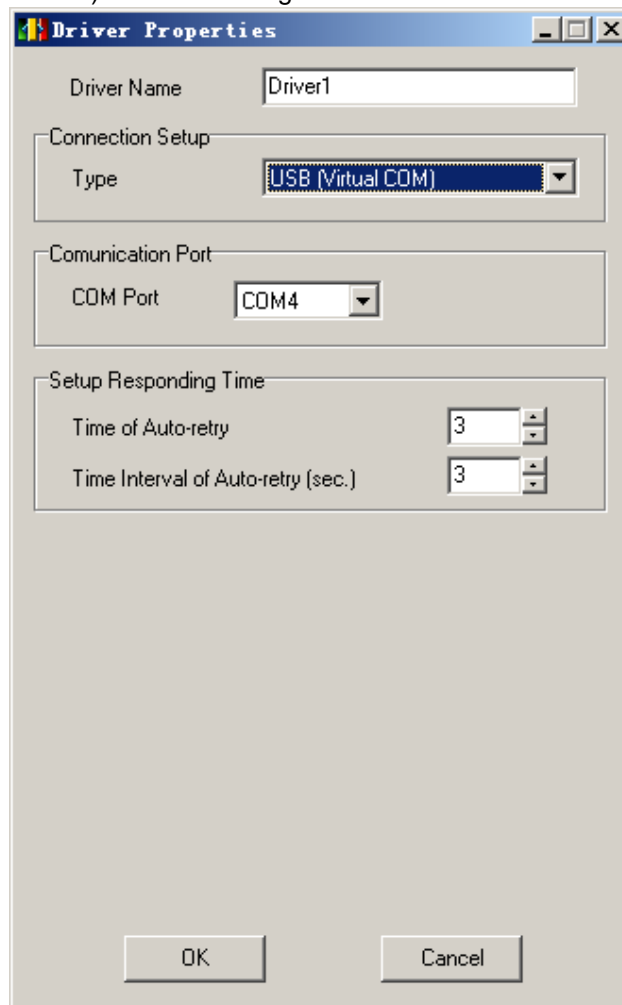 Driver Properties
Driver Name Driver1
Connection Setup
Type USB (Virtual COM)
Comunication Port
COM Port COM4
Setup Responding Time
Time of Auto-retry 3
Time Interval of Auto-retry (sec.) 3
OK Cancel